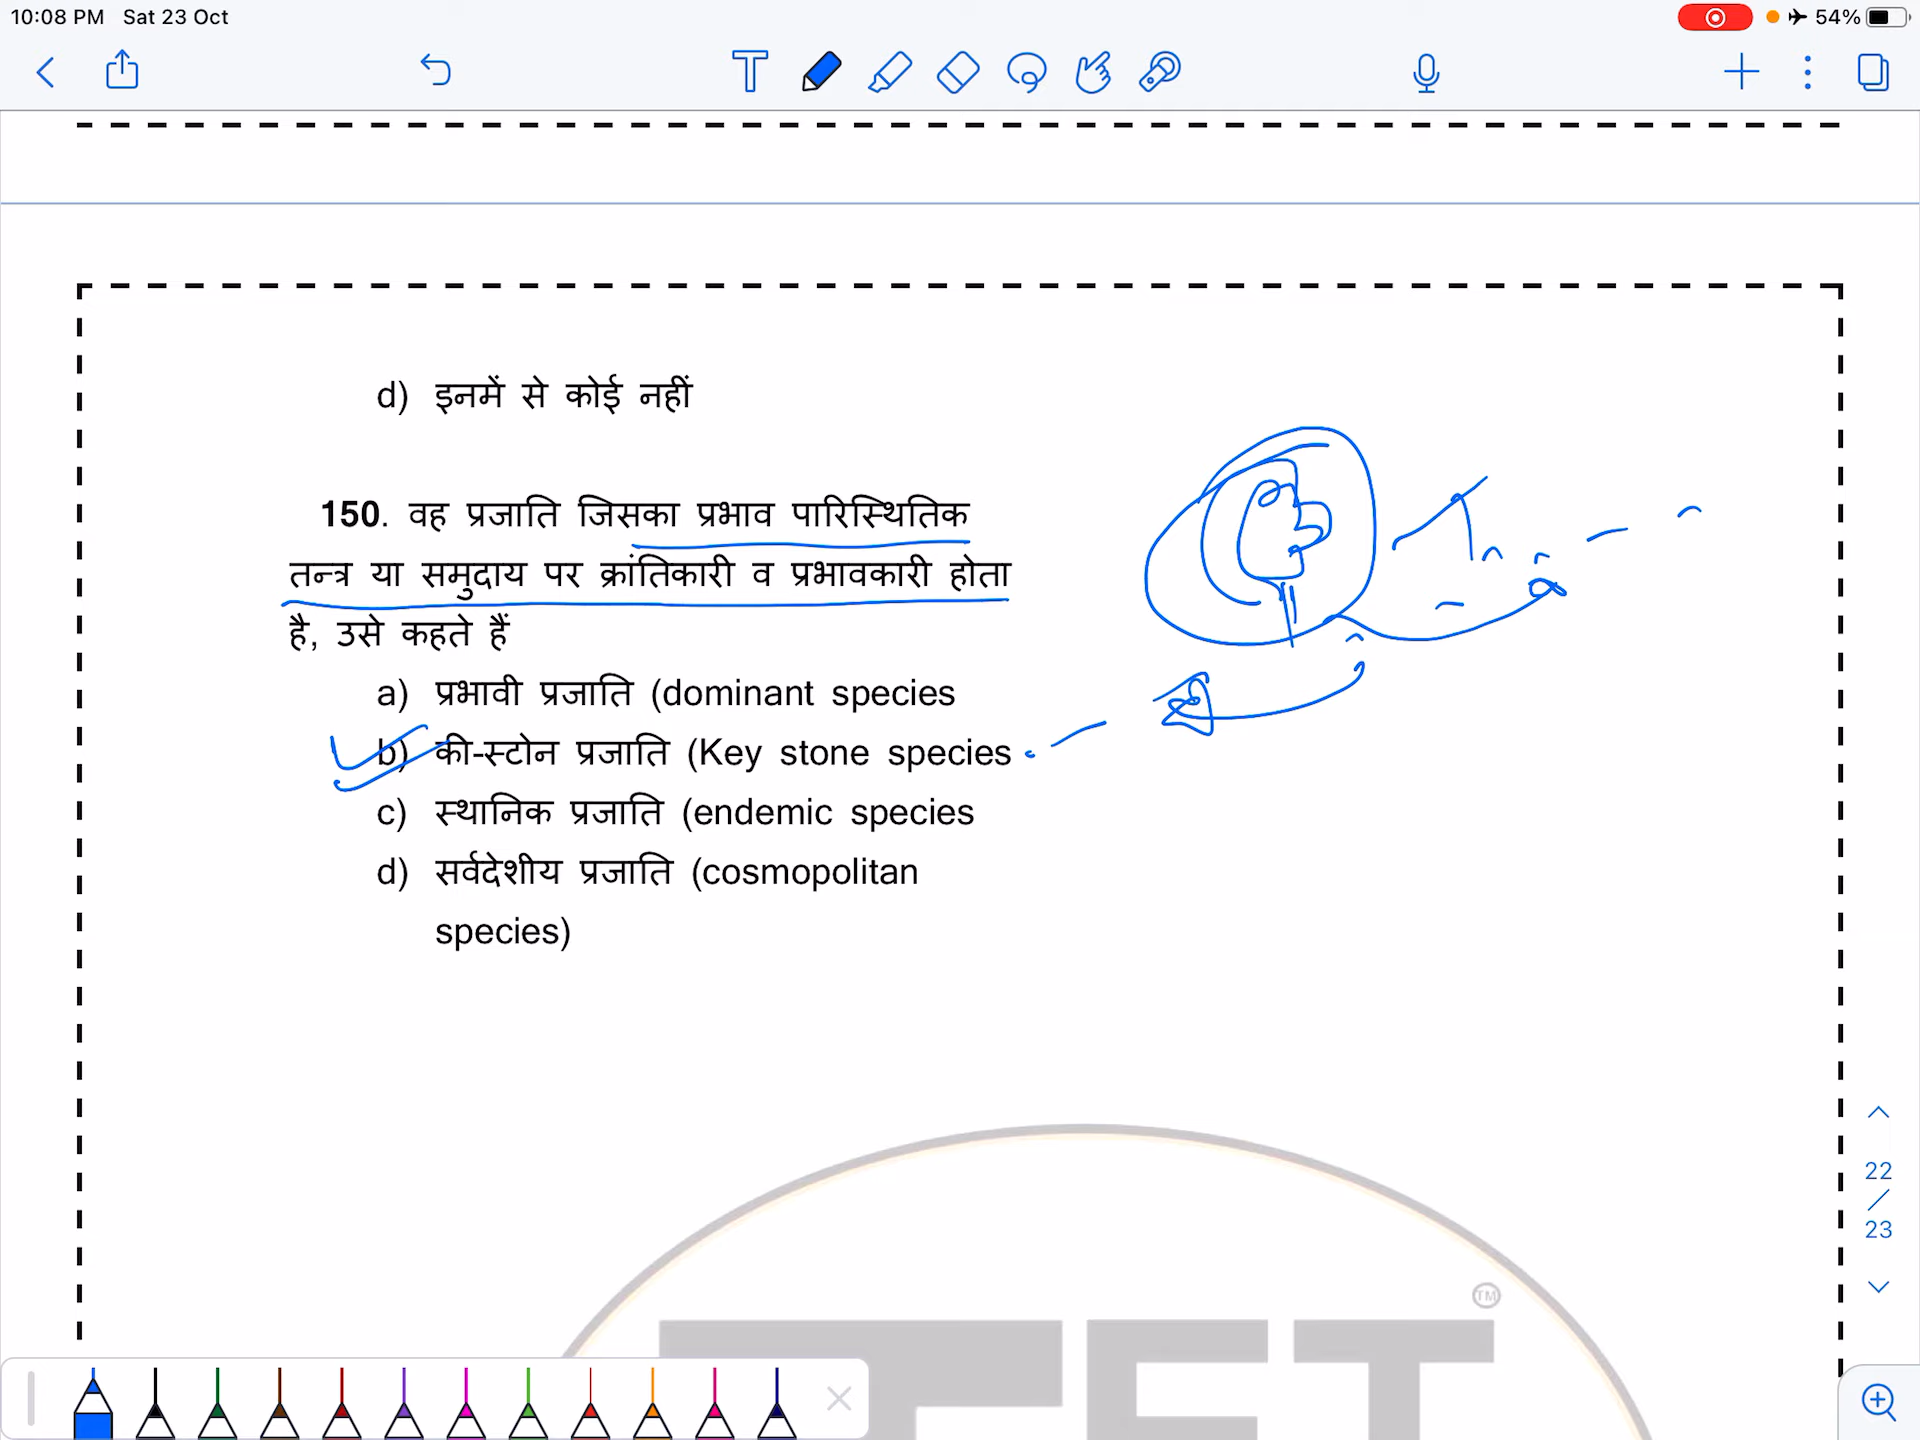 10:08 PM Sat 23 Oct
54%
d) इनमें से कोई नहीं
150. वह प्रजाति जिसका प्रभाव पारिस्थितिक
तन्त्र या समुदाय पर क्रांतिकारी व प्रभावकारी होता
है, उसे कहते हैं
a) प्रभावी प्रजाति (dominant species
b) की-स्टोन प्रजाति (Key stone species
c) स्थानिक प्रजाति (endemic species
d) सर्वदेशीय प्रजाति (cosmopolitan
species)
22
/
23
TM
TET